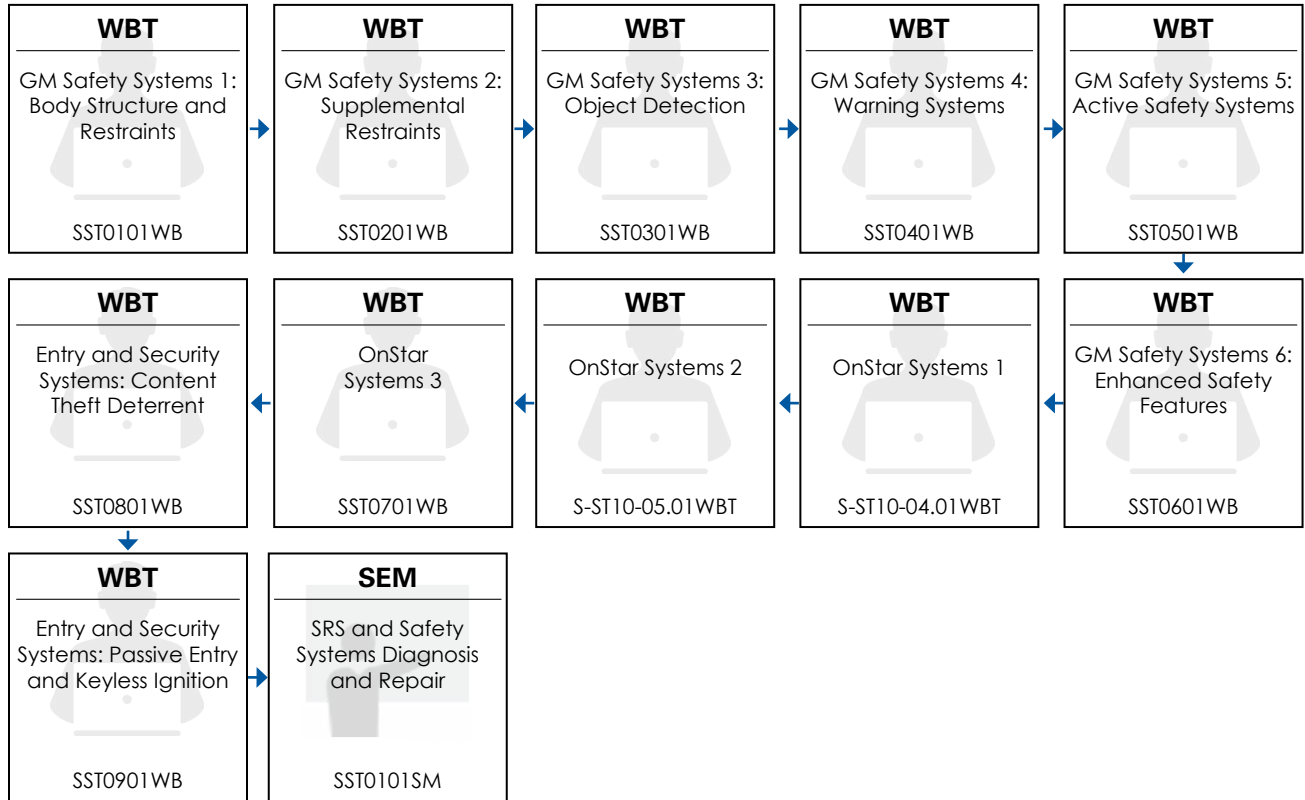 WBT
GM Safety Systems 1:
Body Structure and
Restraints
SST0101WB
WBT
GM Safety Systems 2:
Supplemental
Restraints
SST0201WB
WBT
GM Safety Systems 3:
Object Detection
SST0301WB
WBT
GM Safety Systems 4:
Warning Systems
SST0401WB
WBT
GM Safety Systems 5:
Active Safety Systems
SST0501WB
WBT
GM Safety Systems 6:
Enhanced Safety
Features
SST0601WB
WBT
OnStar Systems 1
S-ST10-04.01WBT
WBT
OnStar Systems 2
S-ST10-05.01WBT
WBT
OnStar
Systems 3
SST0701WB
WBT
Entry and Security
Systems: Content
Theft Deterrent
SST0801WB
WBT
Entry and Security
Systems: Passive Entry
and Keyless Ignition
SST0901WB
SEM
SRS and Safety
Systems Diagnosis
and Repair
SST0101SM